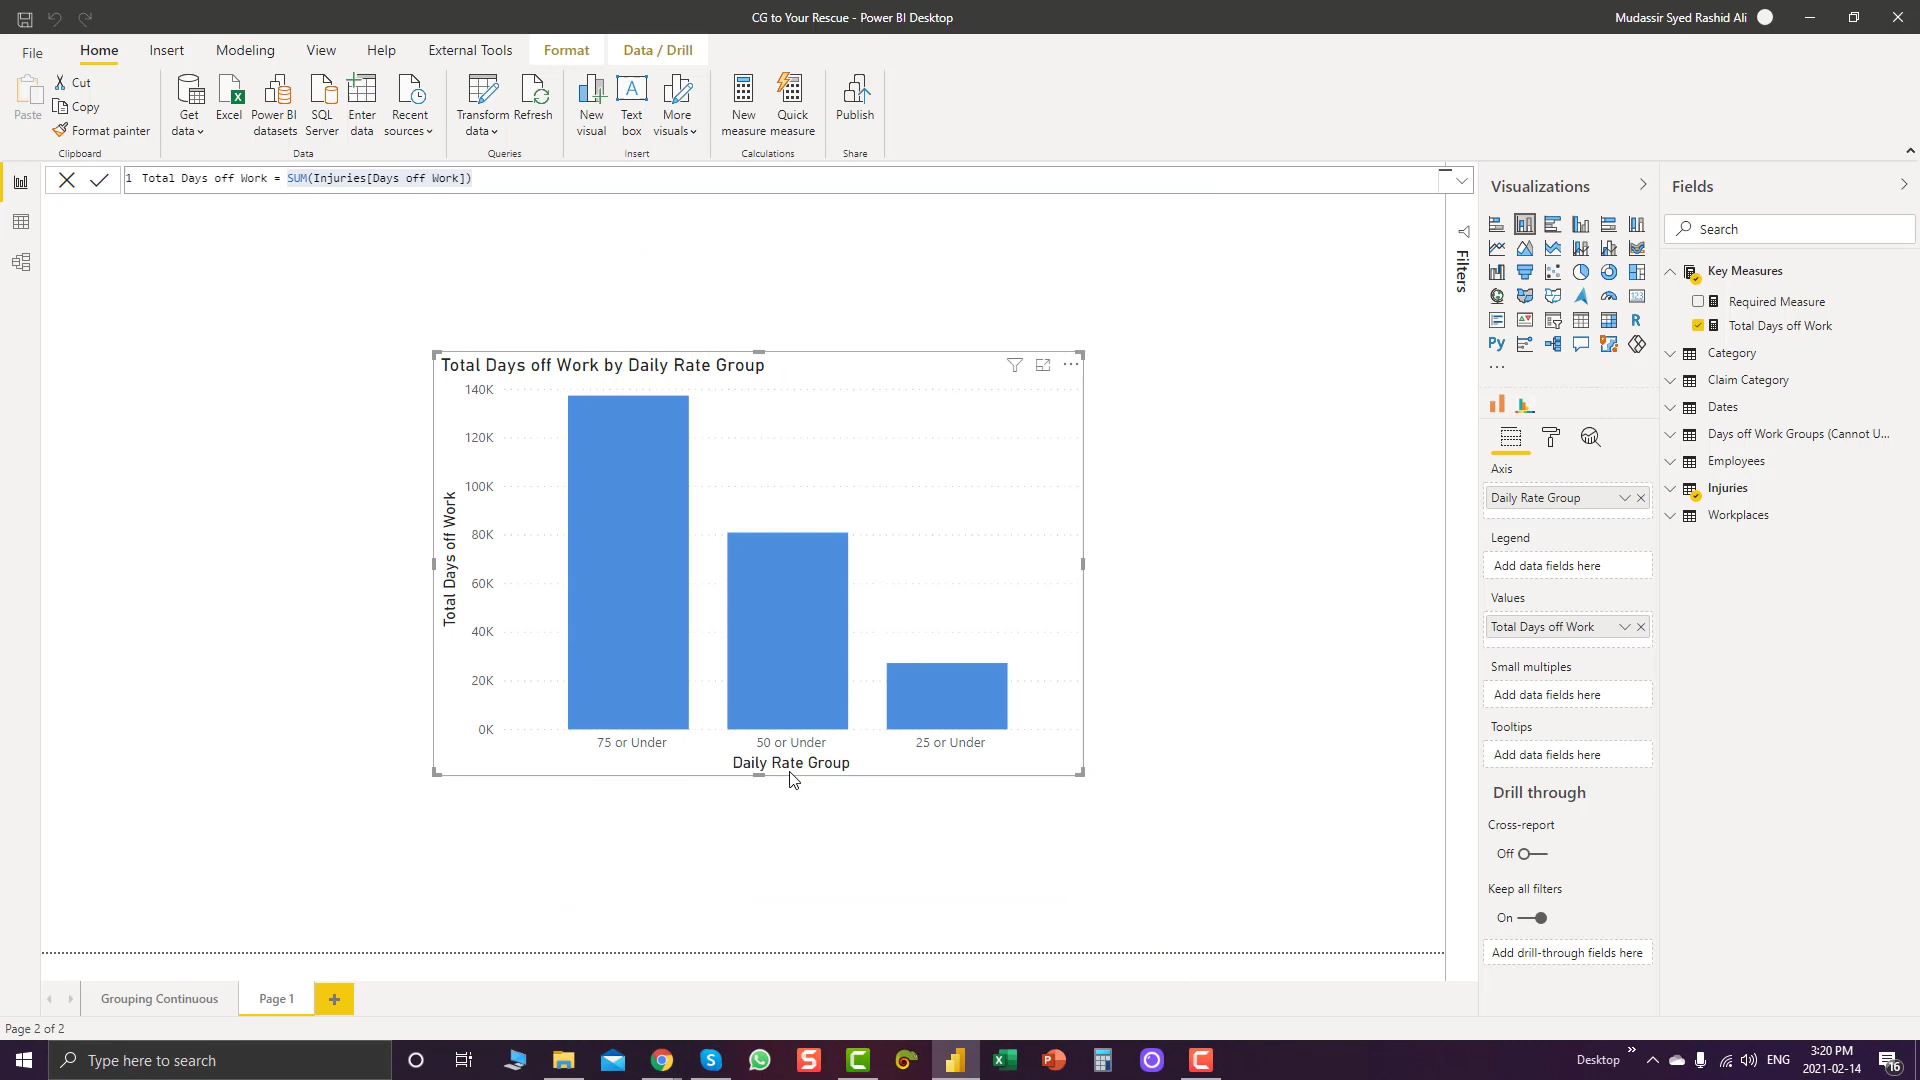 CG to Your Rescue - Power BI Desktop
Mudassir Syed Rashid Ali
File
Home
Insert
Modeling
View
Help
External Tools
Format
Data / Drill
Paste
Cut
Copy
Format painter
Clipboard
Get data
Excel
Power BI datasets
SQL Server
Enter data
Recent sources
Data
Transform data
Refresh
Queries
New visual
A
Text box
More visuals
Insert
New measure
Quick measure
Calculations
Publish
Share
1 Total Days off Work = SUM(Injuries[Days off Work])
Total Days off Work by Daily Rate Group
140K
120K
100K
80K
60K
40K
20K
0K
Total Days off Work
75 or Under
50 or Under
25 or Under
Daily Rate Group
Filters
Visualizations
123
R
Py
...
Axis
Daily Rate Group
Legend
Add data fields here
Values
Total Days off Work
Small multiples
Add data fields here
Tooltips
Add data fields here
Drill through
Cross-report
Off
Keep all filters
On
Add drill-through fields here
Fields
Search
Key Measures
Required Measure
Total Days off Work
Category
Claim Category
Dates
Days off Work Groups (Cannot U...
Employees
Injuries
Workplaces
Grouping Continuous
Page 1
+
Page 2 of 2
Type here to search
Desktop
ENG
3:20 PM
2021-02-14
16